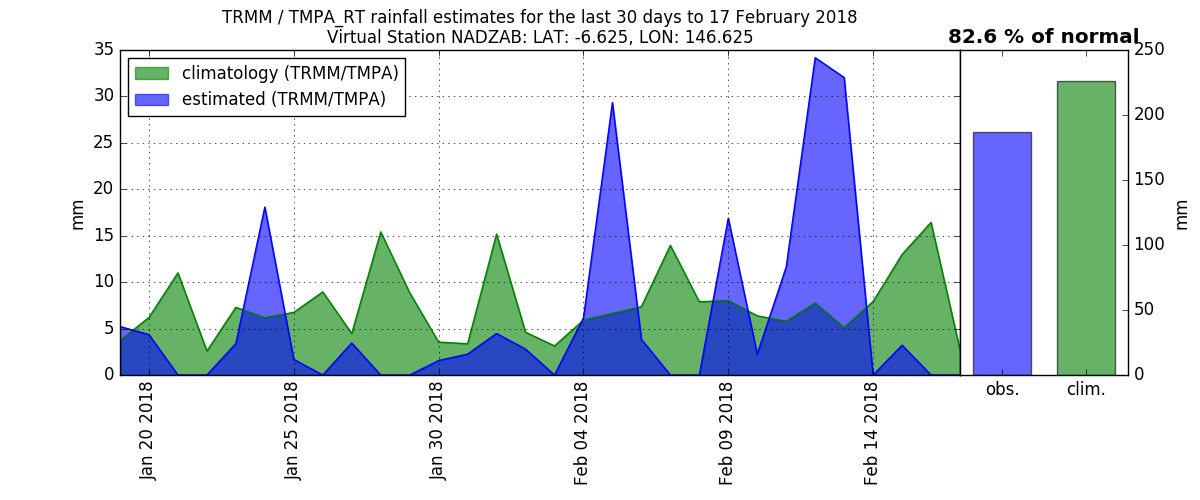 TRMM / TMPA_RT rainfall estimates for the last 30 days to 17 February 2018
Virtual Station NADZAB: LAT: -6.625, LON: 146.625
82.6 % of normal
climatology (TRMM/TMPA)
estimated (TRMM/TMPA)
35
30
25
20
15
10
5
0
mm
Jan 20 2018
Jan 25 2018
Jan 30 2018
Feb 04 2018
Feb 09 2018
Feb 14 2018
obs.
clim.
250
200
150
100
50
0
mm